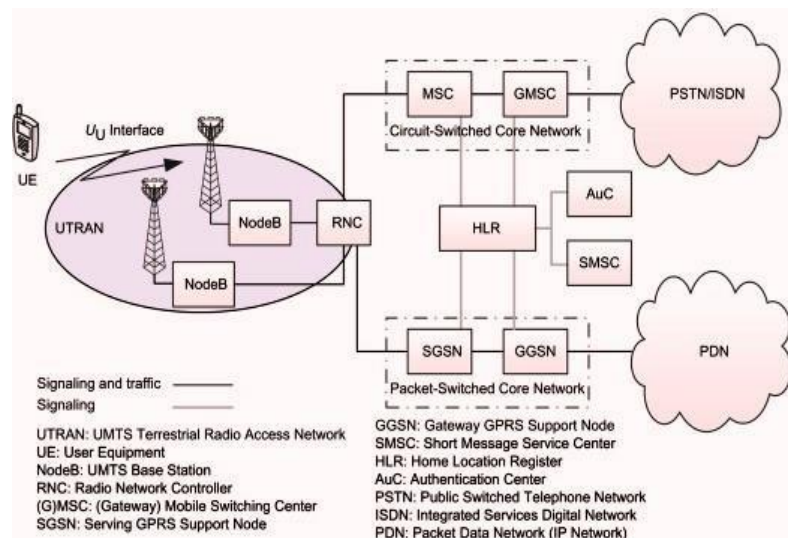 MSC
GMSC
PSTN/ISDN
Circuit-Switched Core Network
UU Interface
UE
UTRAN
NodeB
RNC
NodeB
HLR
AuC
SMSC
SGSN
GGSN
PDN
Packet-Switched Core Network
Signaling and traffic
Signaling
UTRAN: UMTS Terrestrial Radio Access Network
UE: User Equipment
NodeB: UMTS Base Station
RNC: Radio Network Controller
(G)MSC: (Gateway) Mobile Switching Center
SGSN: Serving GPRS Support Node
GGSN: Gateway GPRS Support Node
SMSC: Short Message Service Center
HLR: Home Location Register
AuC: Authentication Center
PSTN: Public Switched Telephone Network
ISDN: Integrated Services Digital Network
PDN: Packet Data Network (IP Network)